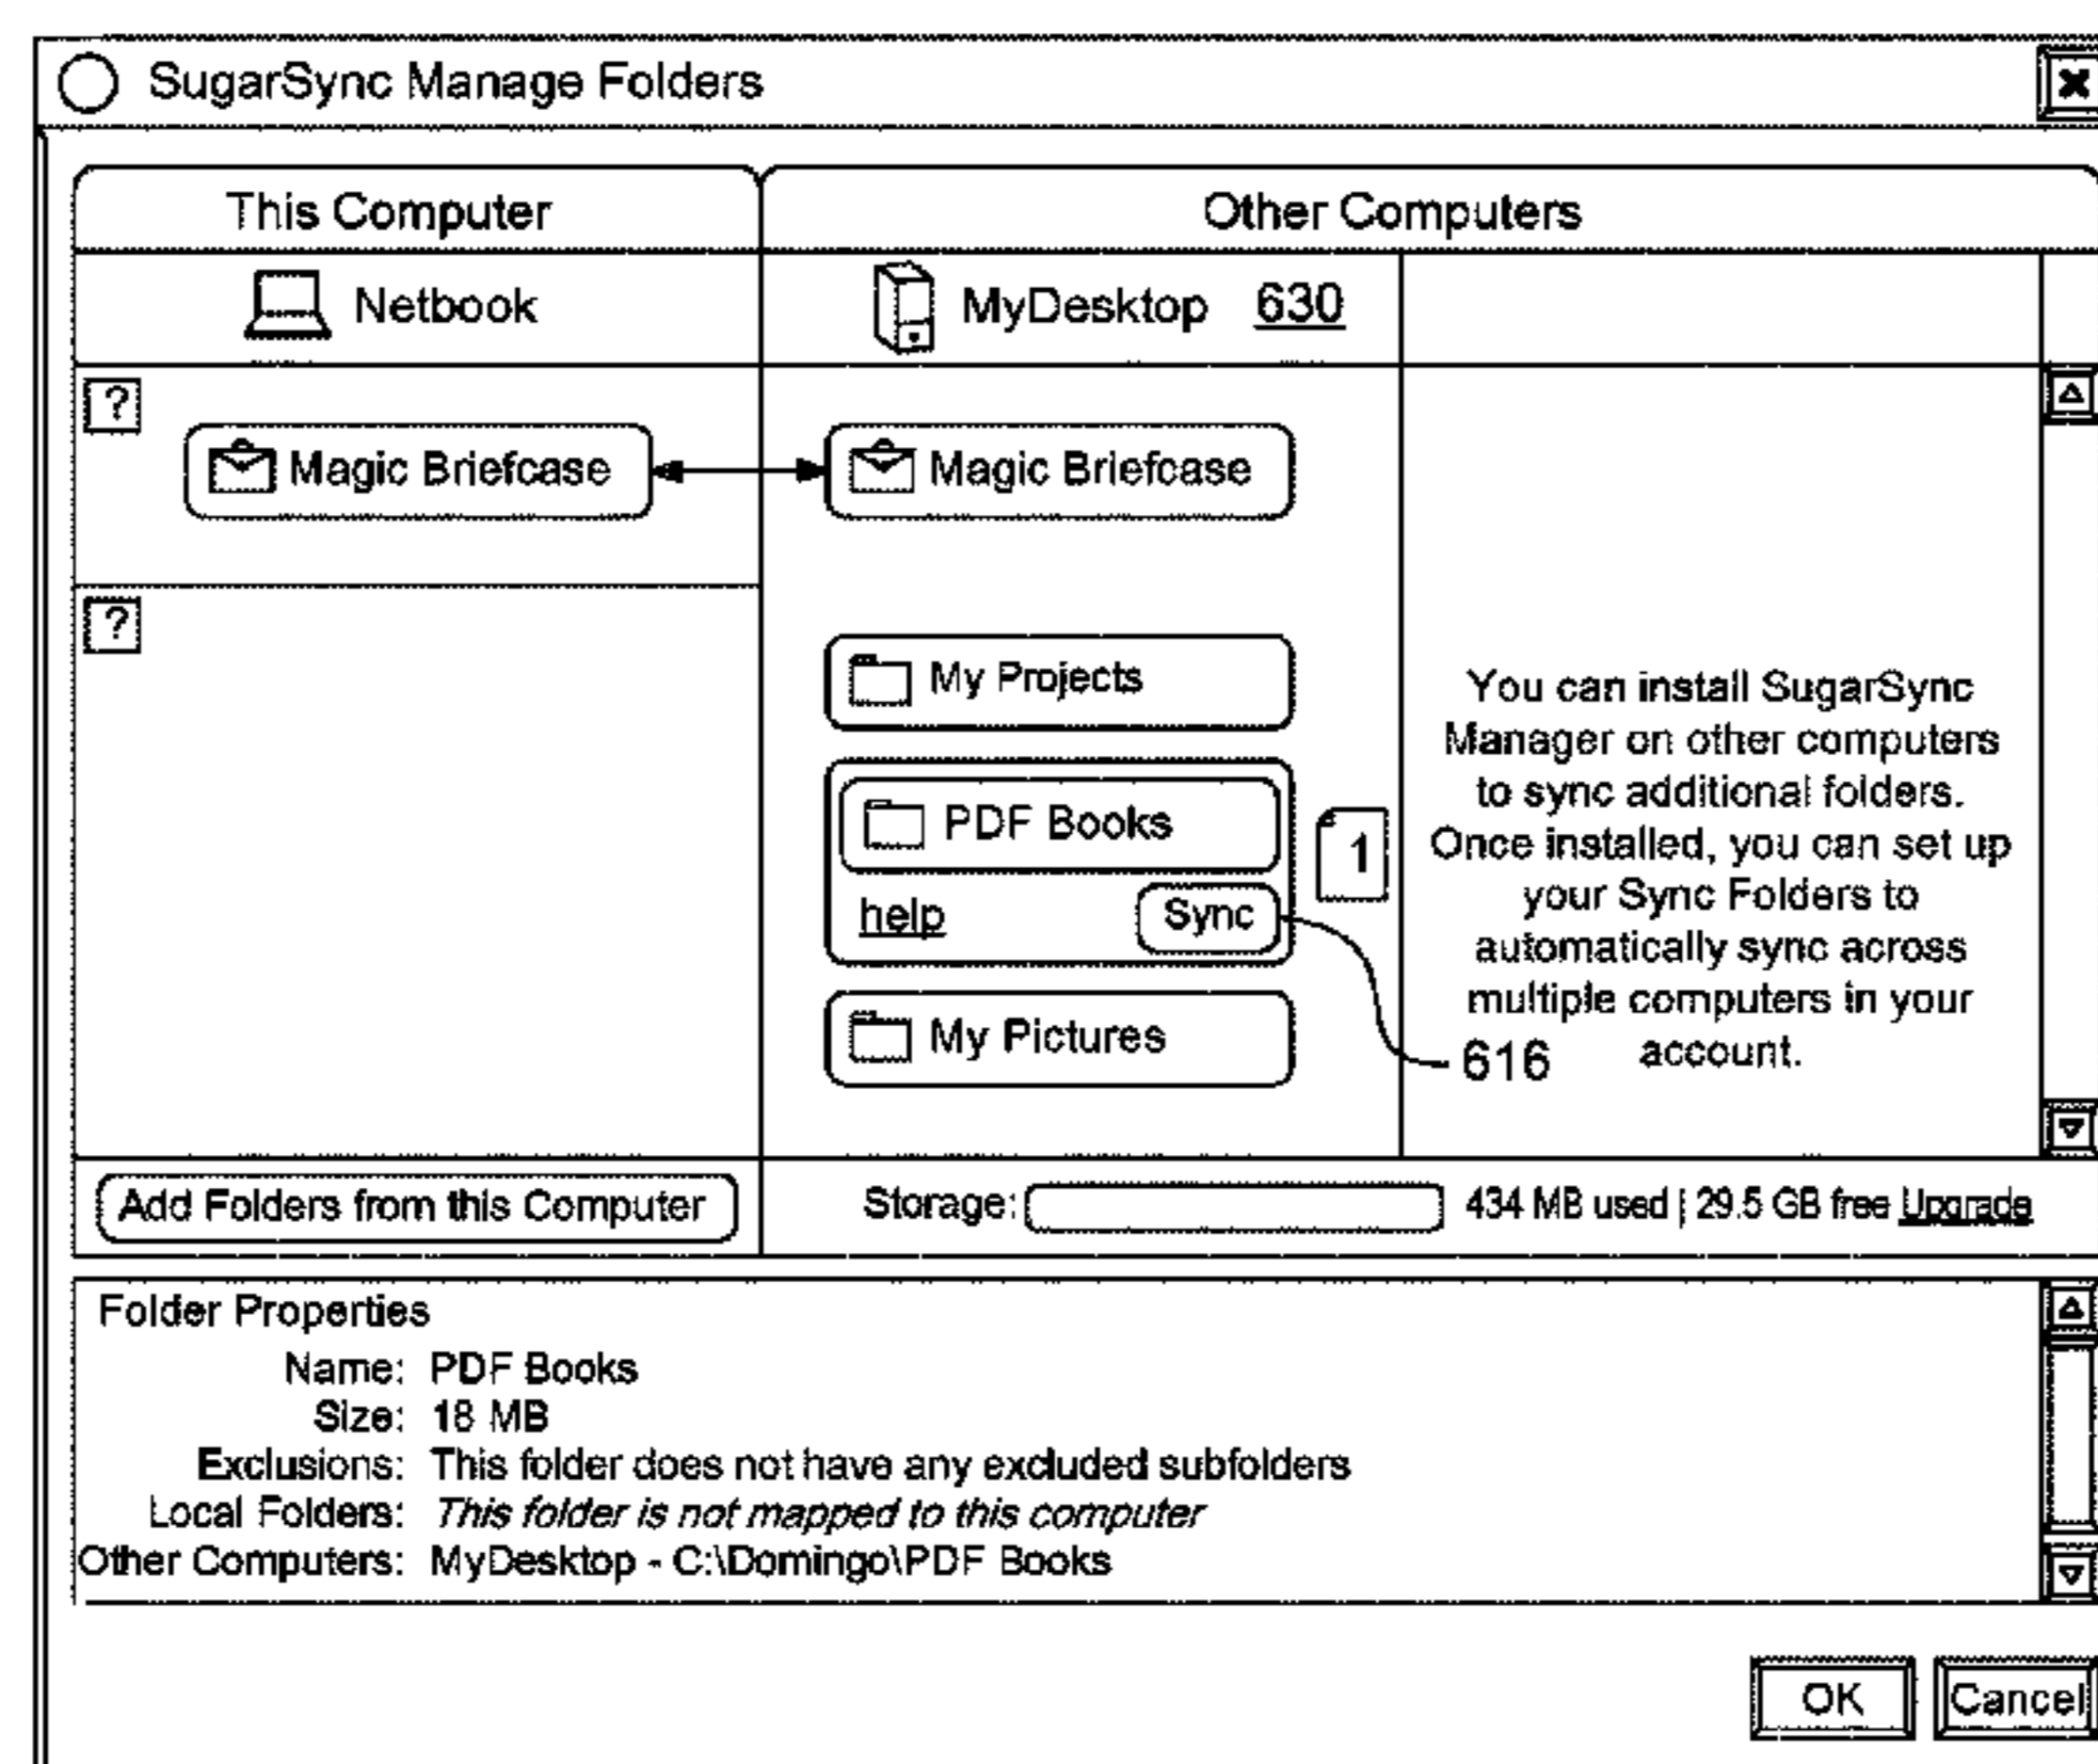 SugarSync Manage Folders
This Computer
Other Computers
Netbook
MyDesktop 630
?
Magic Briefcase
Magic Briefcase
?
My Projects
PDF Books
help
Sync
1
My Pictures
You can install SugarSync
Manager on other computers
to sync additional folders.
Once installed, you can set up
your Sync Folders to
automatically sync across
multiple computers in your
account.
616
Add Folders from this Computer
Storage: 434 MB used | 29.5 GB free Upgrade
Folder Properties
Name: PDF Books
Size: 18 MB
Exclusions: This folder does not have any excluded subfolders
Local Folders: This folder is not mapped to this computer
Other Computers: MyDesktop - C:\Domingo\PDF Books
OK
Cancel